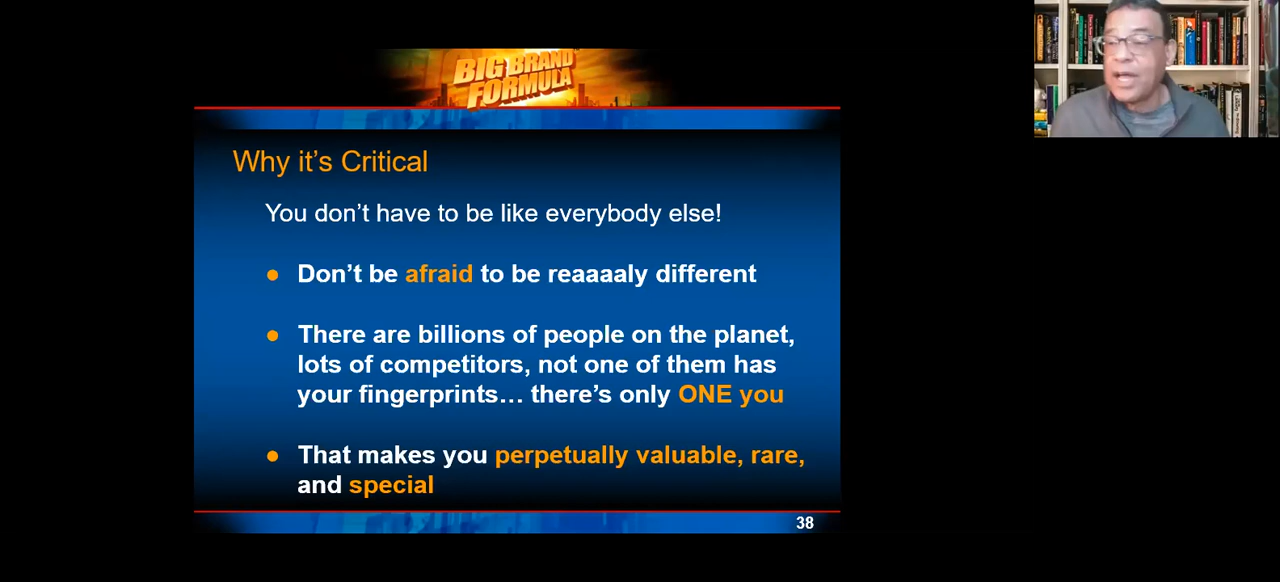 BIG BRAND
FORMULA
Why it's Critical
You don't have to be like everybody else!
● Don't be afraid to be reaaaaly different
● There are billions of people on the planet,
lots of competitors, not one of them has
your fingerprints... there's only ONE you
● That makes you perpetually valuable, rare,
and special
38